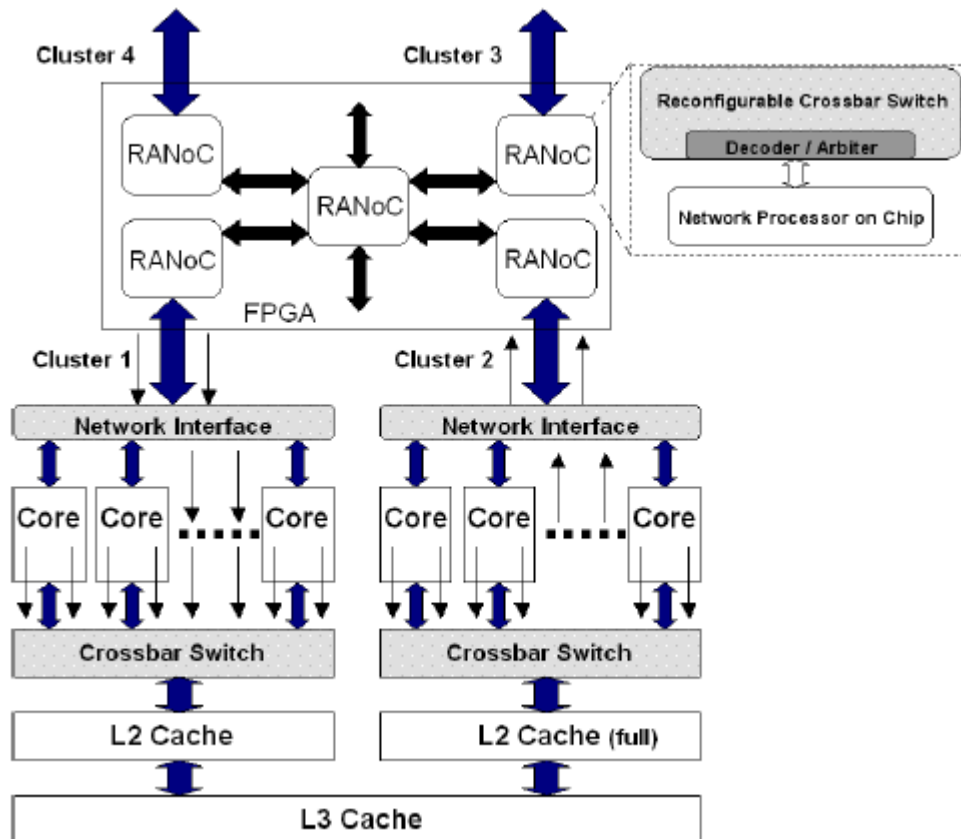 Cluster 4
Cluster 3
Reconfigurable Crossbar Switch
Decoder / Arbiter
Network Processor on Chip
RANoC
RANoC
RANoC
RANoC
RANoC
FPGA
Cluster 1
Cluster 2
Network Interface
Network Interface
Core
Core
Core
Core
Core
Core
Crossbar Switch
Crossbar Switch
L2 Cache
L2 Cache (full)
L3 Cache